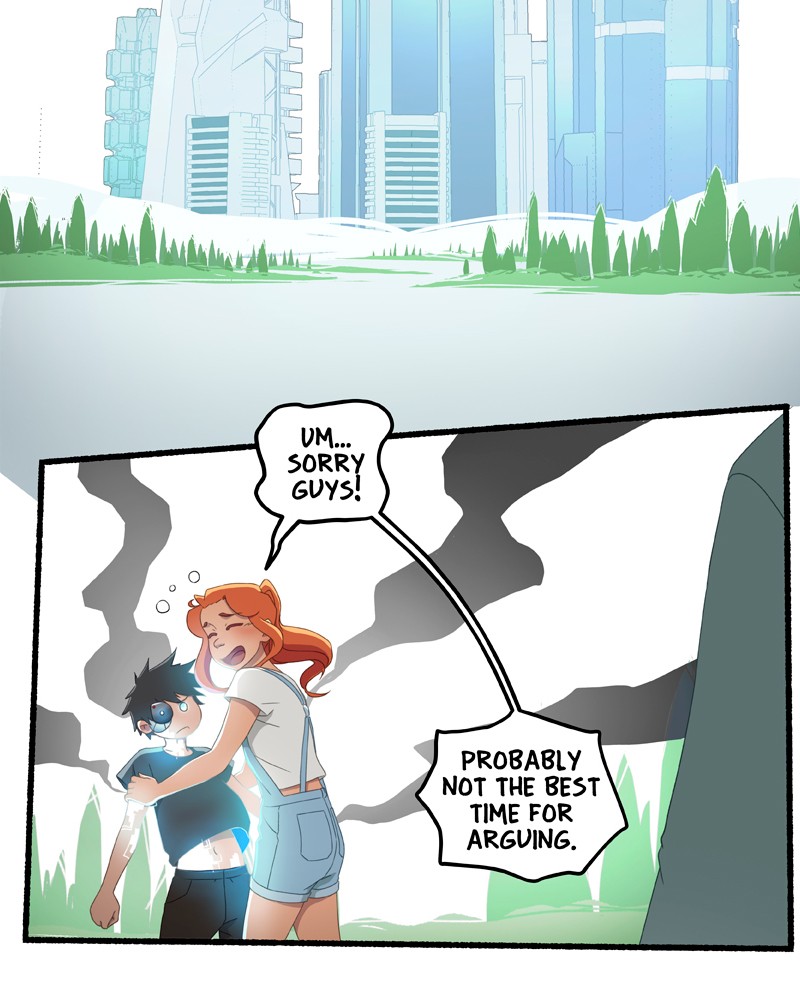 UM...
SORRY
GUYS!
PROBABLY
NOT THE BEST
TIME FOR
ARGUING.